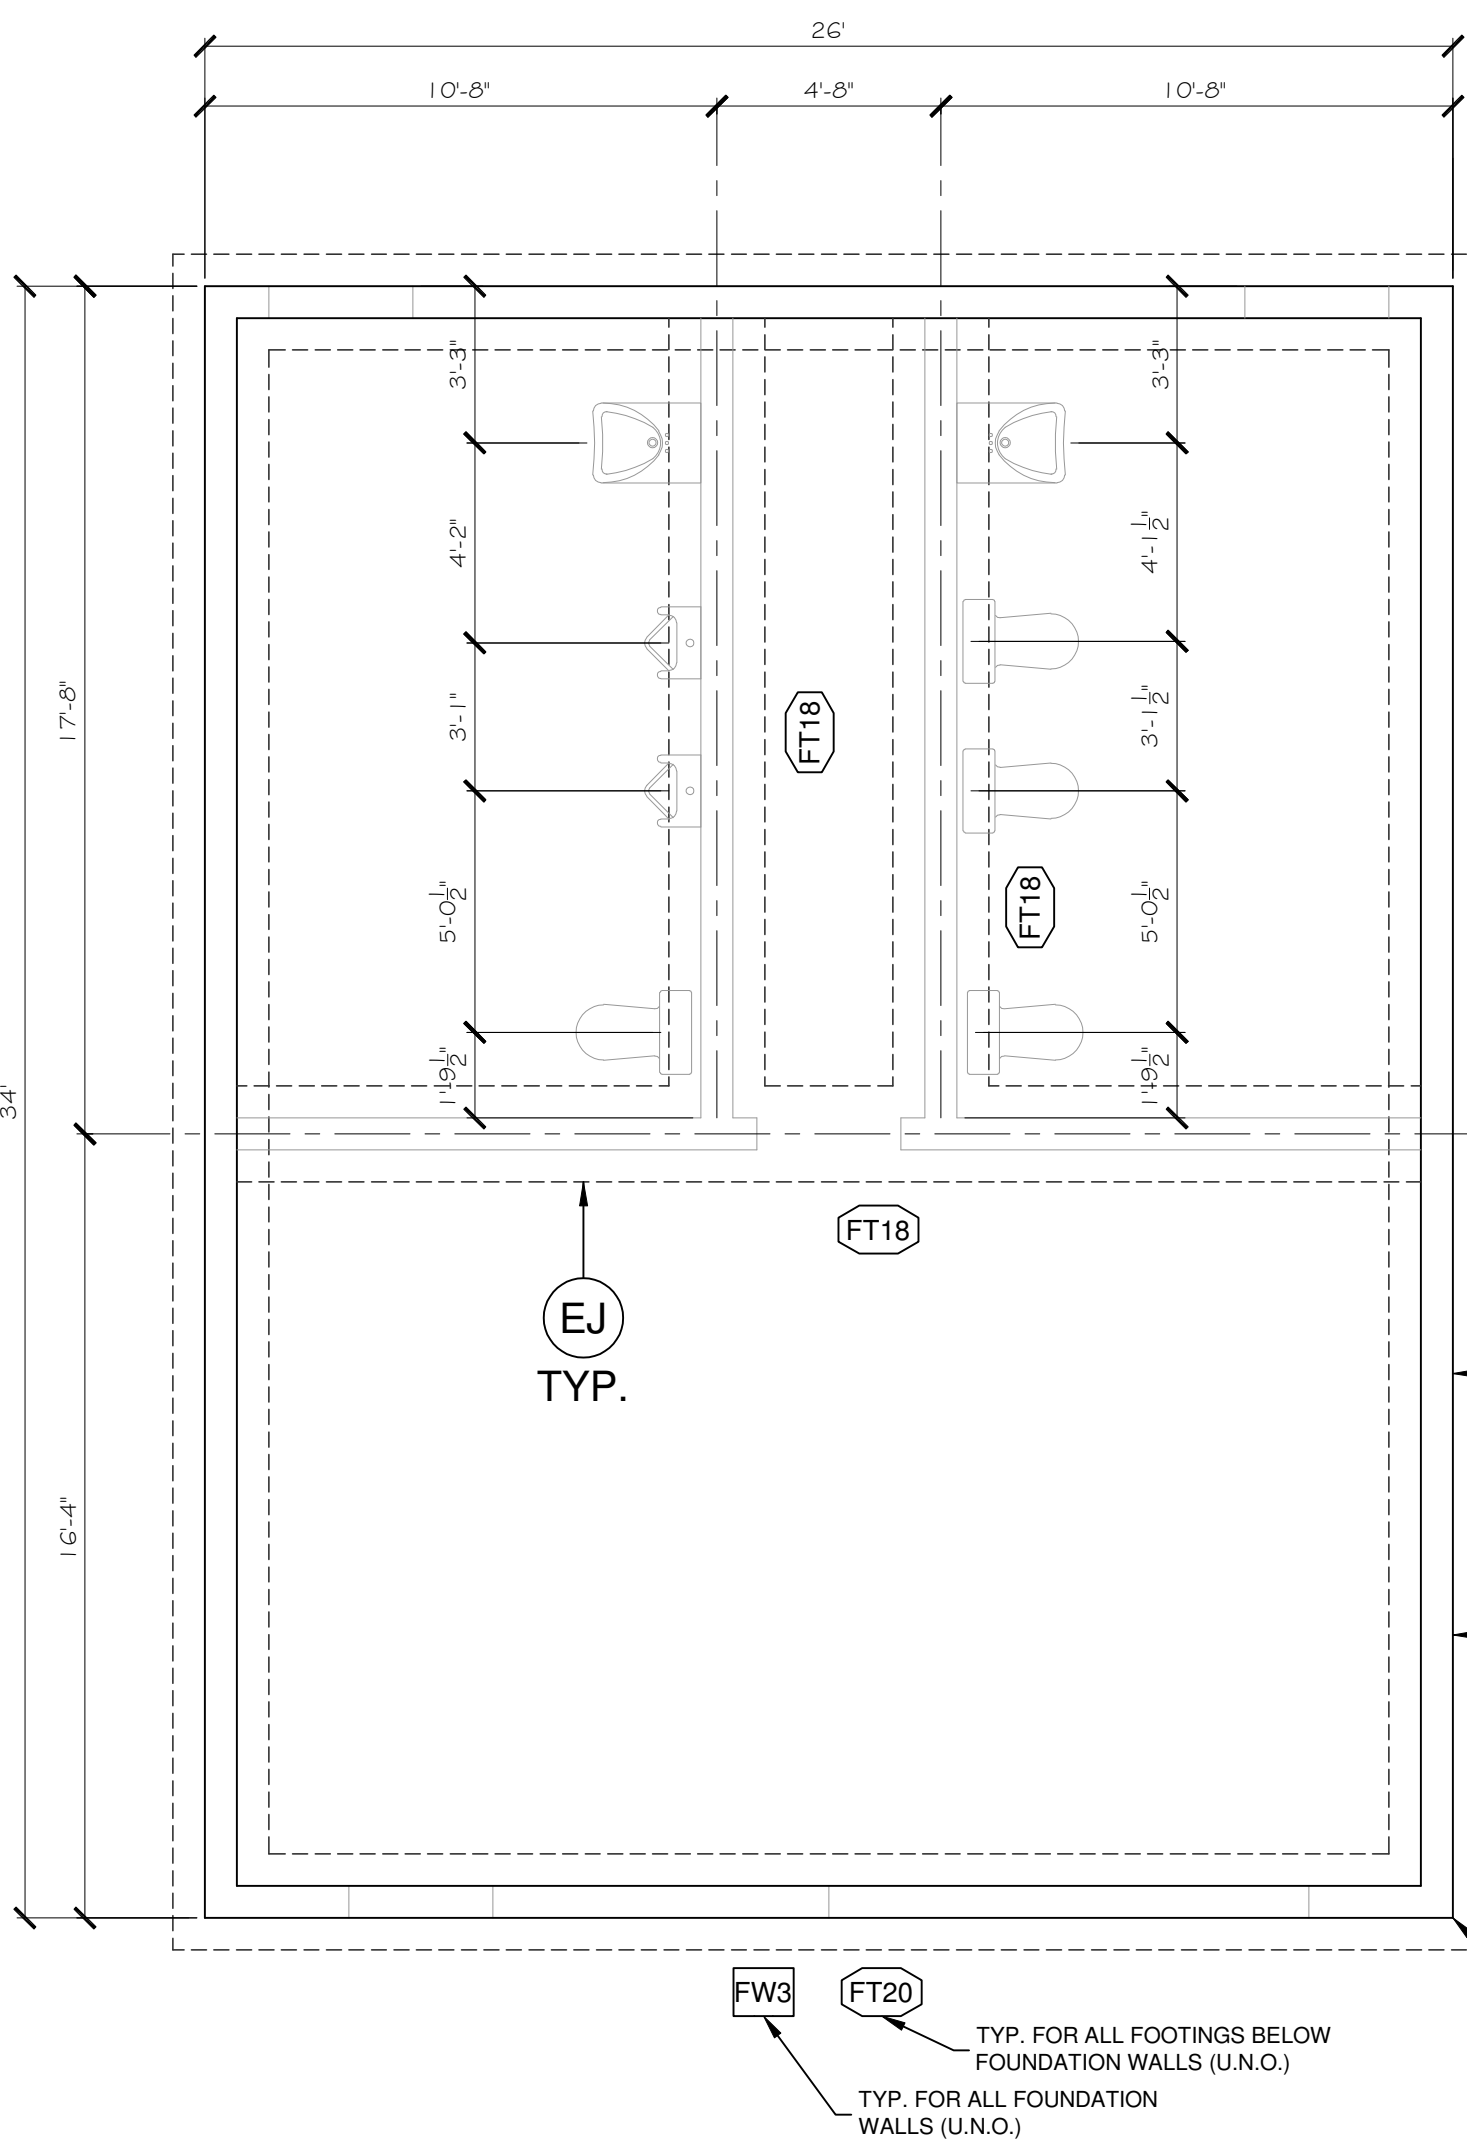 26'
10'-8"
4'-8"
10'-8"
3'-3"
3'-3"
4'-2"
4'-1 1/2"
17'-8"
3'-1"
FT18
3'-1 1/2"
5'-0 1/2"
FT18
5'-0 1/2"
1'-9 1/2"
1'-9 1/2"
34'
FT18
EJ
TYP.
16'-4"
FW3
FT20
TYP. FOR ALL FOOTINGS BELOW
FOUNDATION WALLS (U.N.O.)
TYP. FOR ALL FOUNDATION
WALLS (U.N.O.)